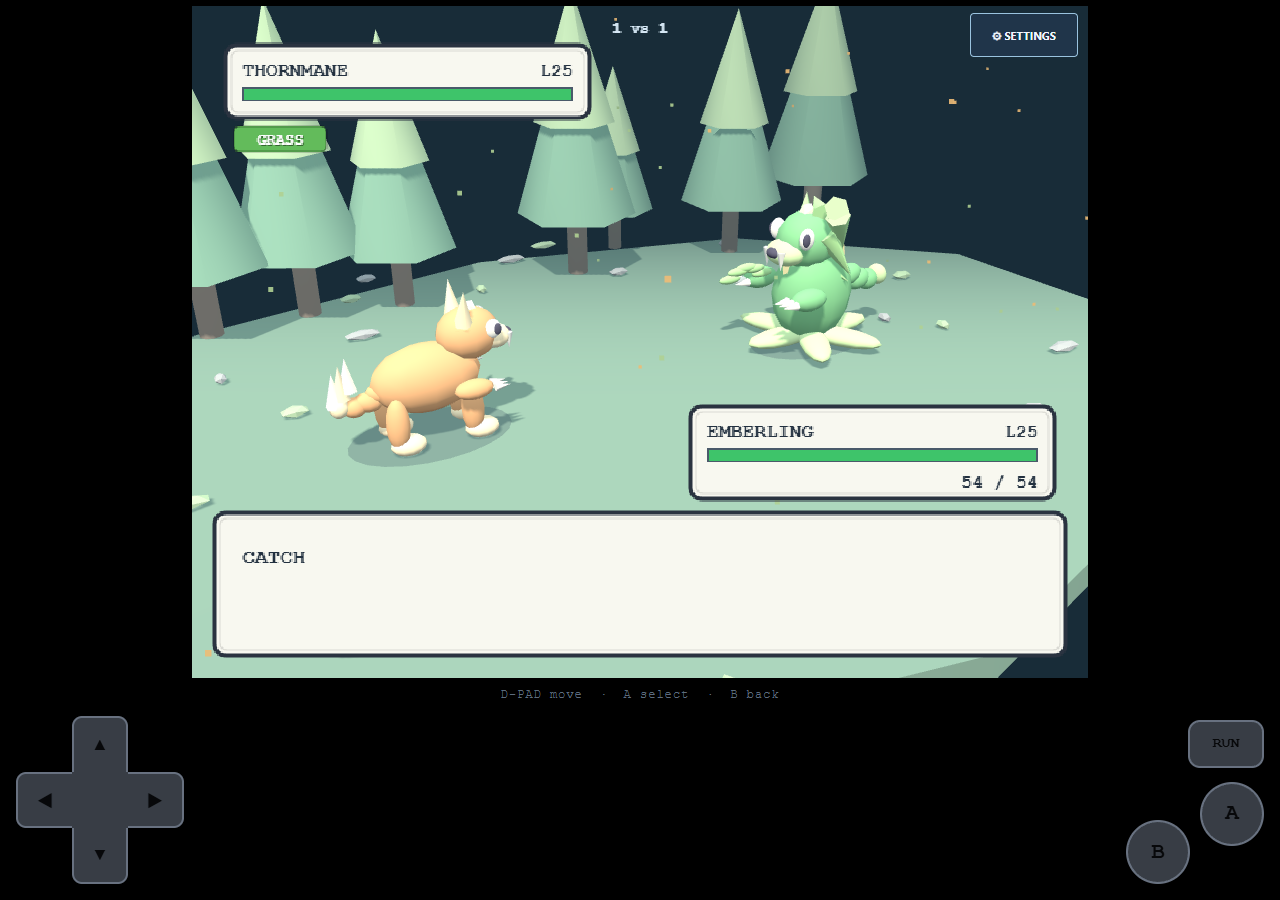 1 vs 1
⚙ SETTINGS
THORNMANE L25
GRASS
EMBERLING L25
54 / 54
CATCH
D-PAD move · A select · B back
RUN
A
B